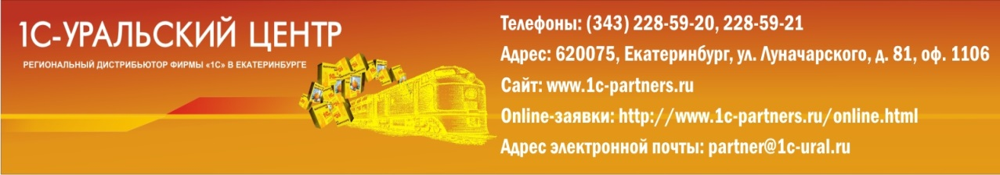 1С-УРАЛЬСКИЙ ЦЕНТР
РЕГИОНАЛЬНЫЙ ДИСТРИБЬЮТОР ФИРМЫ «1С» В ЕКАТЕРИНБУРГЕ
Телефоны: (343) 228-59-20, 228-59-21
Адрес: 620075, Екатеринбург, ул. Луначарского, д. 81, оф. 1106
Сайт: www.1c-partners.ru
Online-заявки: http://www.1c-partners.ru/online.html
Адрес электронной почты: partner@1c-ural.ru